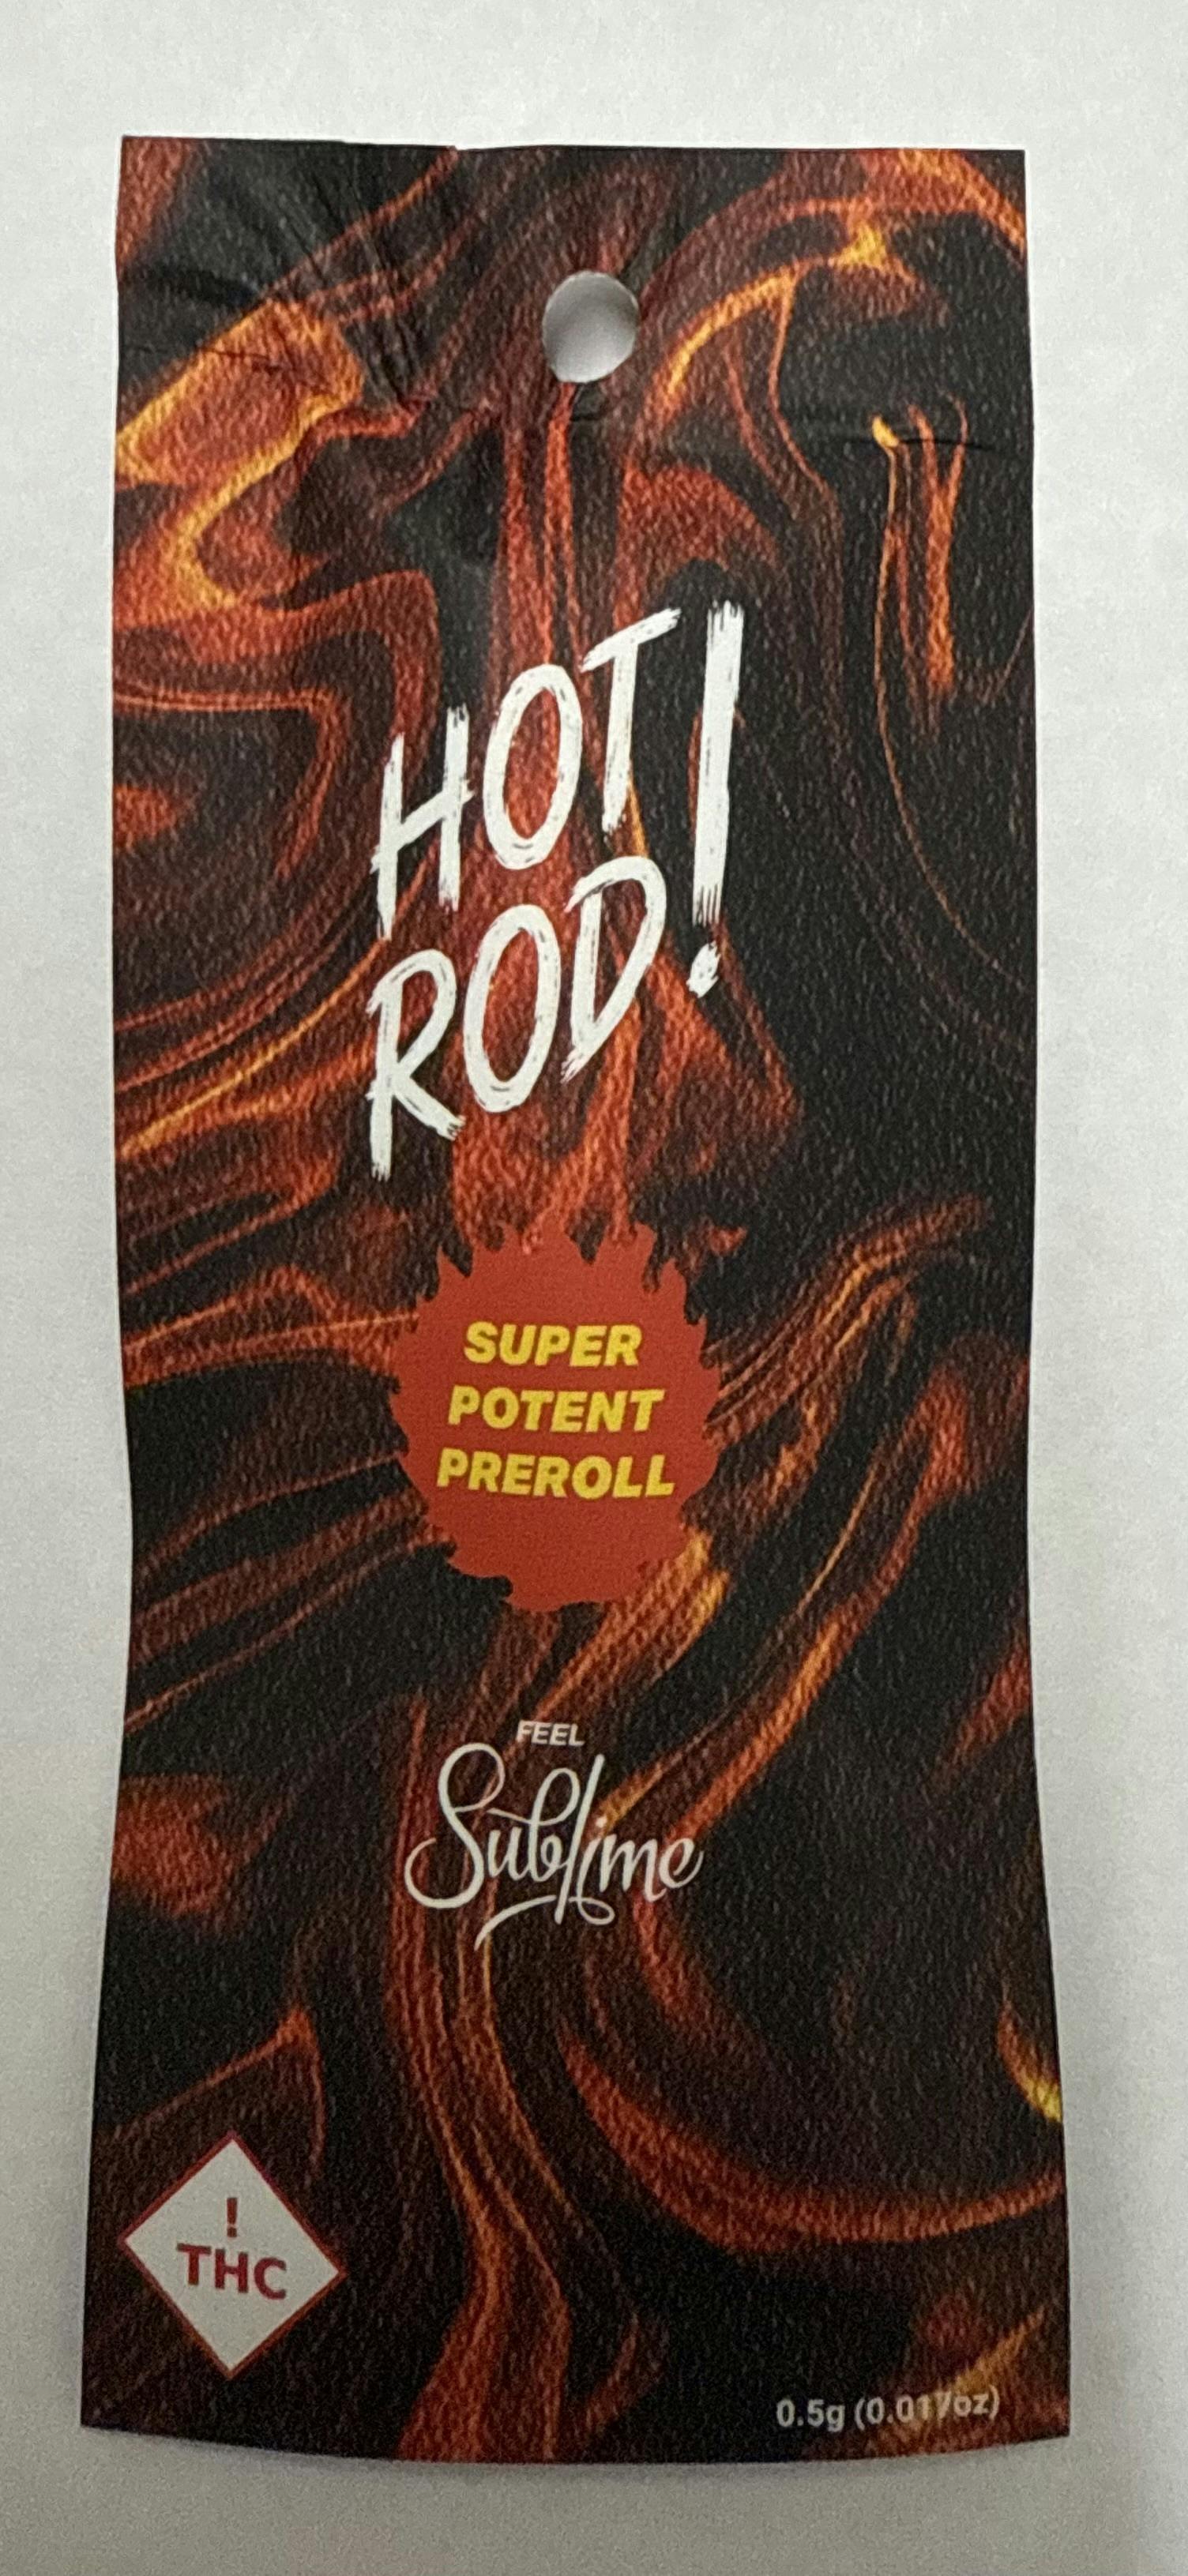 HOT
ROD!
SUPER
POTENT
PREROLL
FEEL
Sublime
!
THC
0.5g (0.017oz)